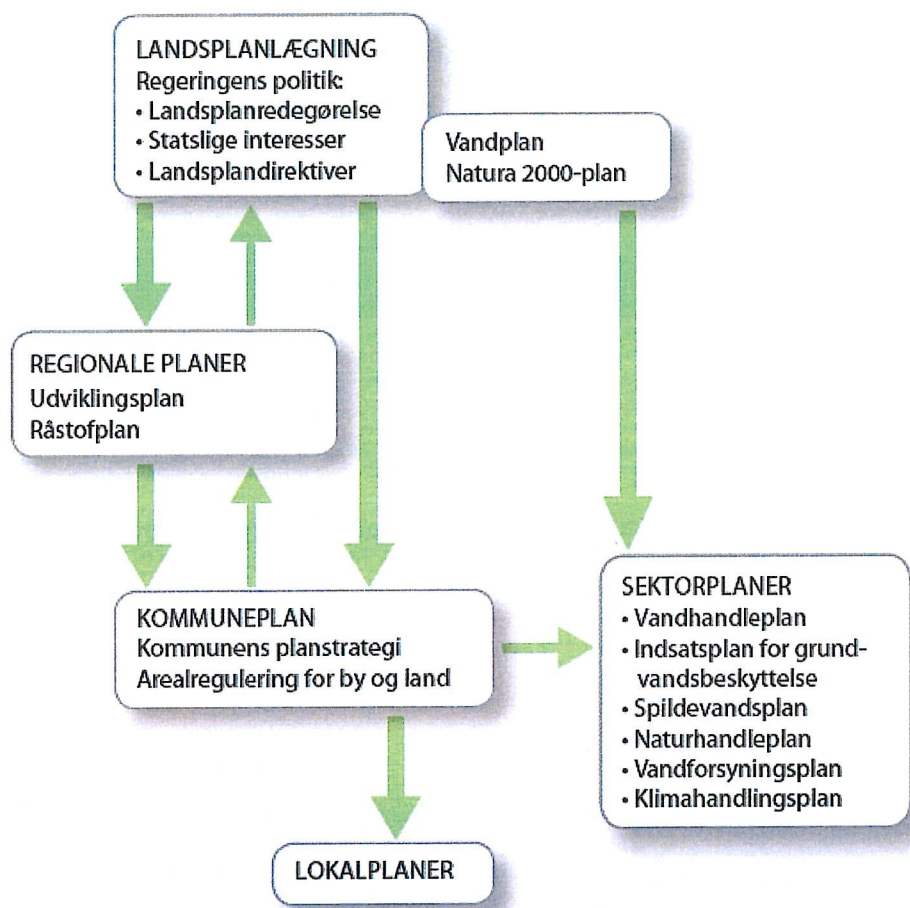 LANDSPLANLÆGNING
Regeringens politik:
• Landsplanredegørelse
• Statslige interesser
• Landsplandirektiver
Vandplan
Natura 2000-plan
REGIONALE PLANER
Udviklingsplan
Råstofplan
KOMMUNEPLAN
Kommunens planstrategi
Arealregulering for by og land
SEKTORPLANER
• Vandhandleplan
• Indsatsplan for grund-
vandsbeskyttelse
• Spildevandsplan
• Naturhandleplan
• Vandforsyningsplan
• Klimahandlingsplan
LOKALPLANER